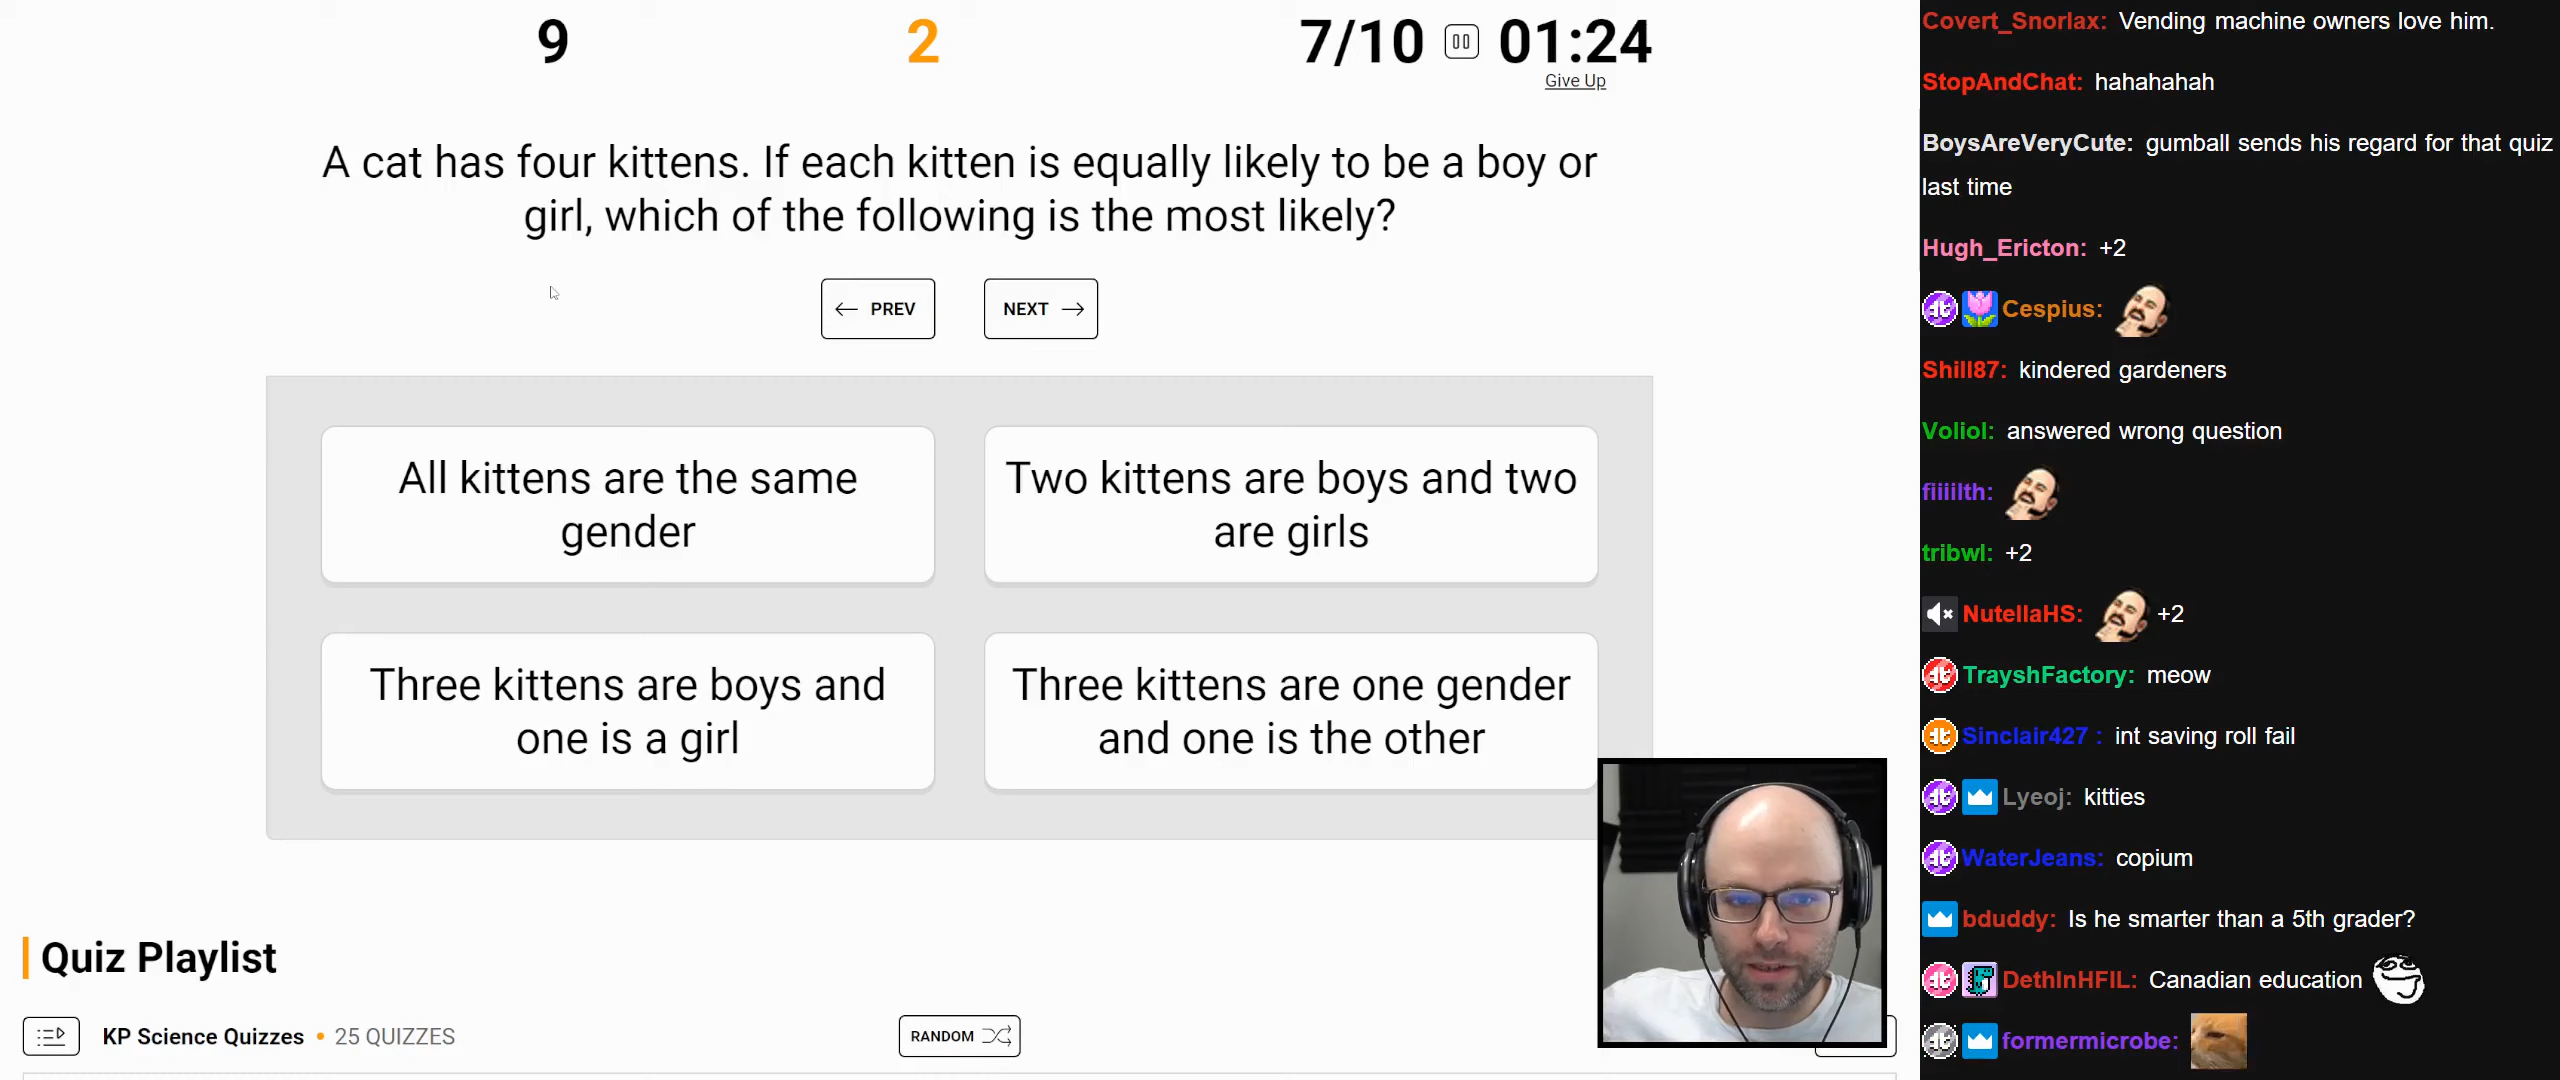 9
2
7/10
01:24
Give Up
A cat has four kittens. If each kitten is equally likely to be a boy or
girl, which of the following is the most likely?
PREV
NEXT
All kittens are the same
gender
Two kittens are boys and two
are girls
Three kittens are boys and
one is a girl
Three kittens are one gender
and one is the other
Quiz Playlist
KP Science Quizzes • 25 QUIZZES
RANDOM
Covert_Snorlax: Vending machine owners love him.
StopAndChat: hahahahah
BoysAreVeryCute: gumball sends his regard for that quiz
last time
Hugh_Ericton: +2
Cespius:
Shill87: kindered gardeners
Voliol: answered wrong question
fiiiilth:
tribwl: +2
NutellaHS: +2
TrayshFactory: meow
Sinclair427 : int saving roll fail
Lyeoj: kitties
WaterJeans: copium
bduddy: Is he smarter than a 5th grader?
DethInHFIL: Canadian education
formermicrobe: